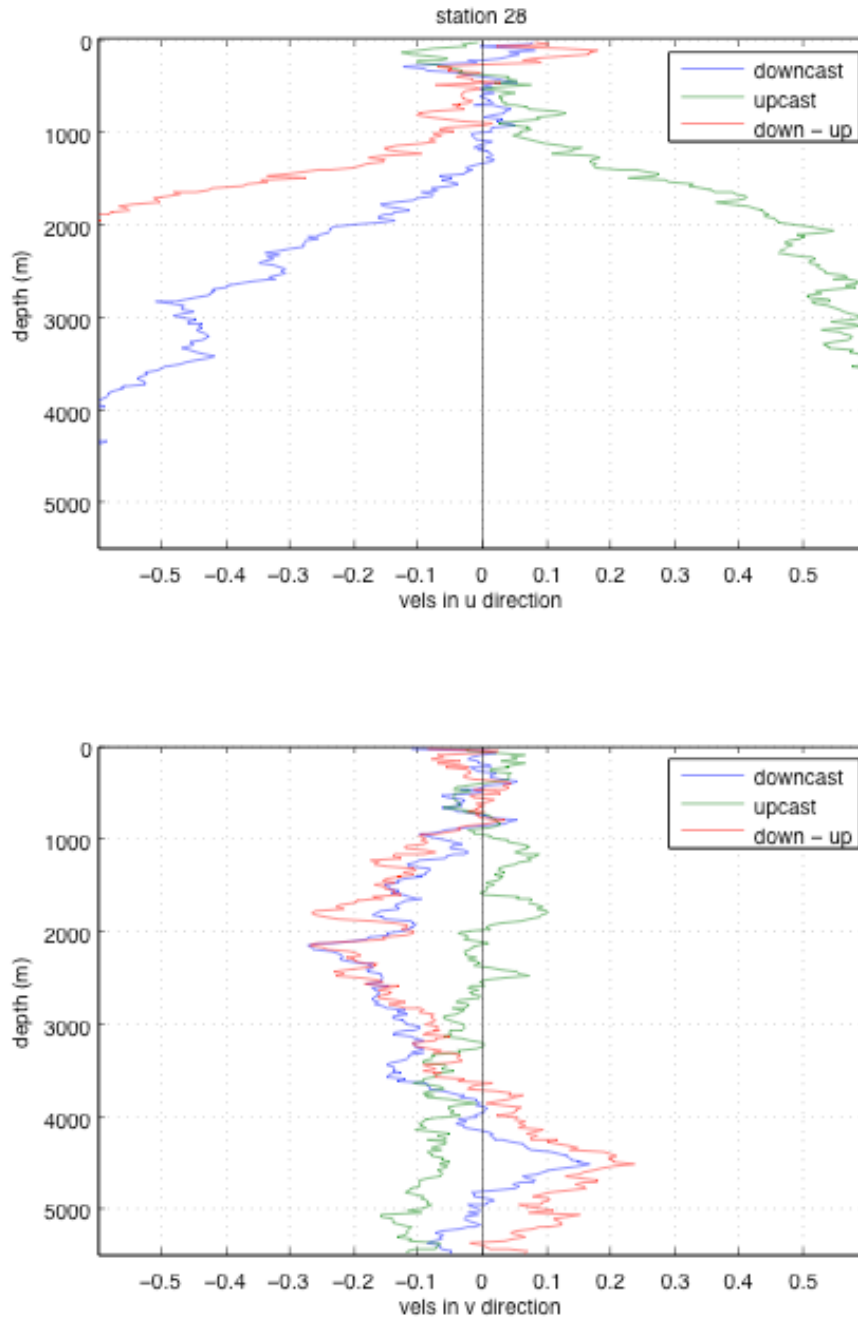 station 28
0
1000
2000
3000
4000
5000
depth (m)
downcast
upcast
down − up
−0.5 −0.4 −0.3 −0.2 −0.1 0 0.1 0.2 0.3 0.4 0.5
vels in u direction
0
1000
2000
3000
4000
5000
depth (m)
downcast
upcast
down − up
−0.5 −0.4 −0.3 −0.2 −0.1 0 0.1 0.2 0.3 0.4 0.5
vels in v direction